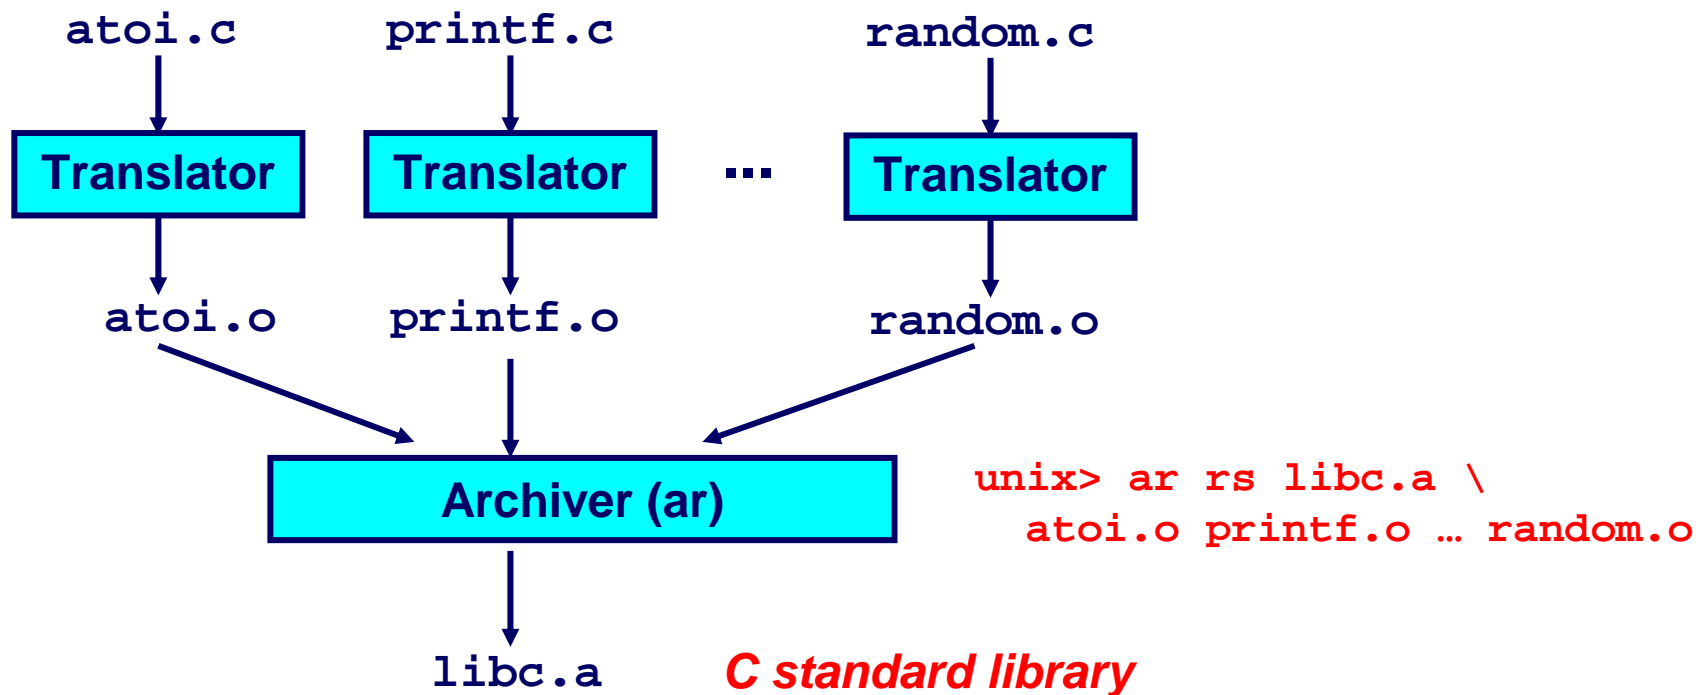 atoi.c printf.c random.c
Translator Translator ... Translator
atoi.o printf.o random.o
Archiver (ar)
unix> ar rs libc.a \
atoi.o printf.o … random.o
libc.a C standard library